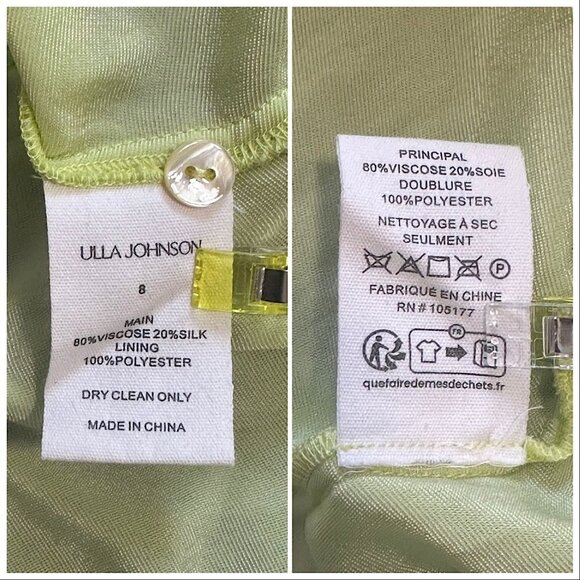 ULLA JOHNSON
8
MAIN
80%VISCOSE 20%SILK
LINING
100%POLYESTER
DRY CLEAN ONLY
MADE IN CHINA
PRINCIPAL
80%VISCOSE 20%SOIE
DOUBLURE
100%POLYESTER
NETTOYAGE À SEC
SEULMENT
P
FABRIQUÉ EN CHINE
RN # 105177
FR
quefairedemesdechets.fr